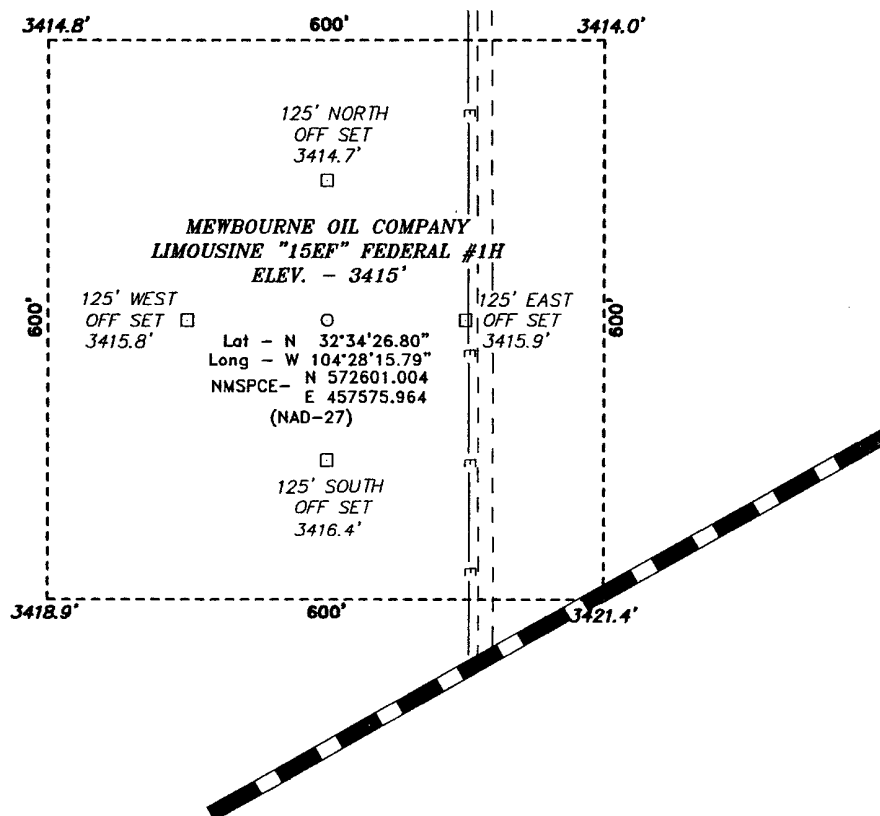 3414.8'
600'
3414.0'
125' NORTH
OFF SET
3414.7'
MEWBOURNE OIL COMPANY
LIMOUSINE "15EF" FEDERAL #1H
ELEV. - 3415'
600'
125' WEST
OFF SET
3415.8'
125' EAST
OFF SET
3415.9'
600'
Lat - N 32°34'26.80"
Long - W 104°28'15.79"
NMSPCE- N 572601.004
E 457575.964
(NAD-27)
E
E
E
E
125' SOUTH
OFF SET
3416.4'
3418.9'
600'
3421.4'